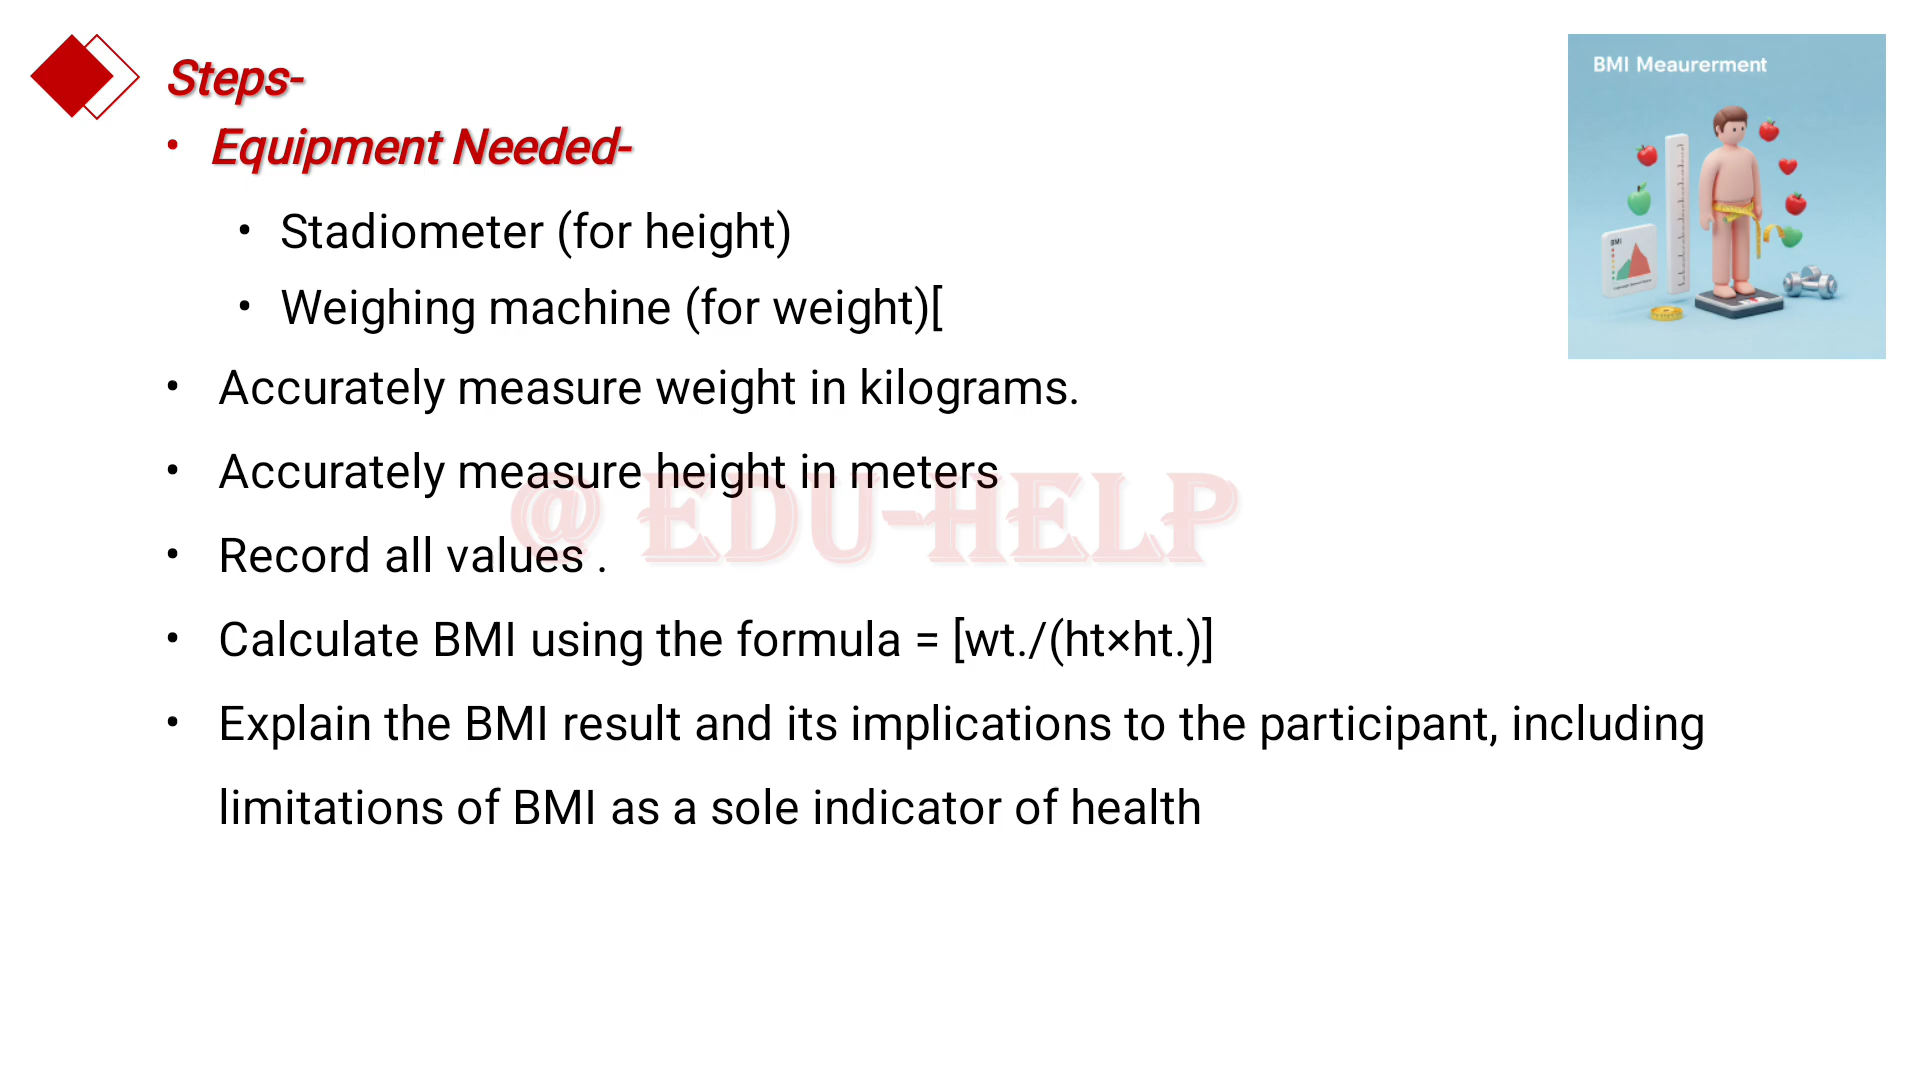 Steps-
• Equipment Needed-
• Stadiometer (for height)
• Weighing machine (for weight)[
• Accurately measure weight in kilograms.
• Accurately measure height in meters
• Record all values .
• Calculate BMI using the formula = [wt./(ht×ht.)]
• Explain the BMI result and its implications to the participant, including
limitations of BMI as a sole indicator of health
@ EDU-HELP
BMI Meaurerment
BMI